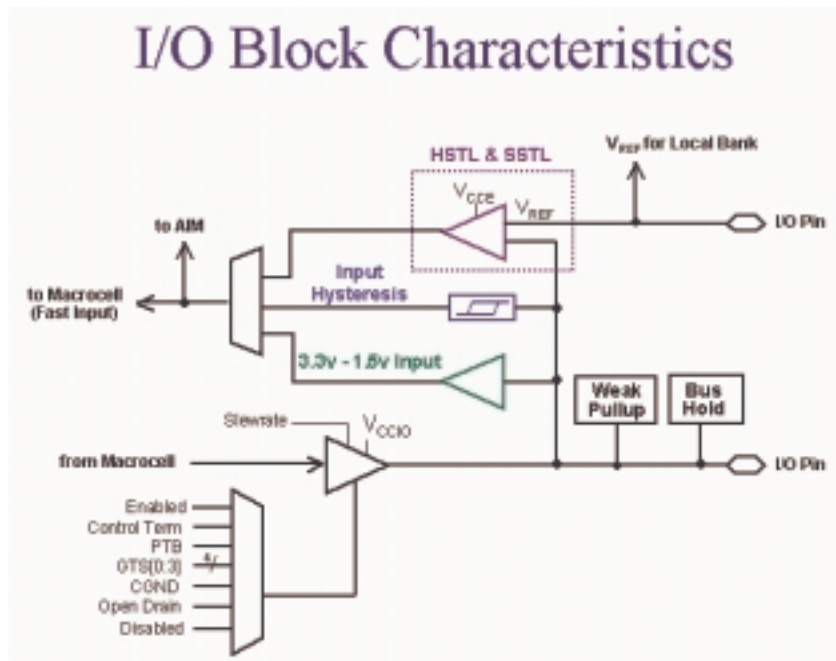 I/O Block Characteristics
HSTL & SSTL
VREF for Local Bank
VCCE
VREF
I/O Pin
to AIM
Input
Hysteresis
to Macrocell
(Fast Input)
3.3v - 1.5v Input
Weak
Pullup
Bus
Hold
Slewrate
VCCIO
from Macrocell
I/O Pin
Enabled
Control Term
PTB
GTS[0:3]
4
CGND
Open Drain
Disabled